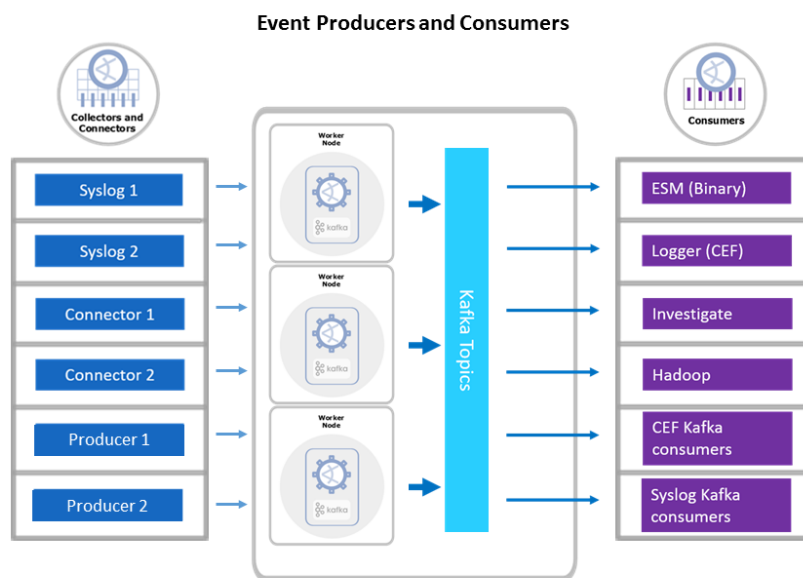 Event Producers and Consumers
Collectors and
Connectors
Consumers
Syslog 1
Syslog 2
Connector 1
Connector 2
Producer 1
Producer 2
Worker
Node
kafka
Worker
Node
kafka
Worker
Node
kafka
Kafka Topics
ESM (Binary)
Logger (CEF)
Investigate
Hadoop
CEF Kafka
consumers
Syslog Kafka
consumers